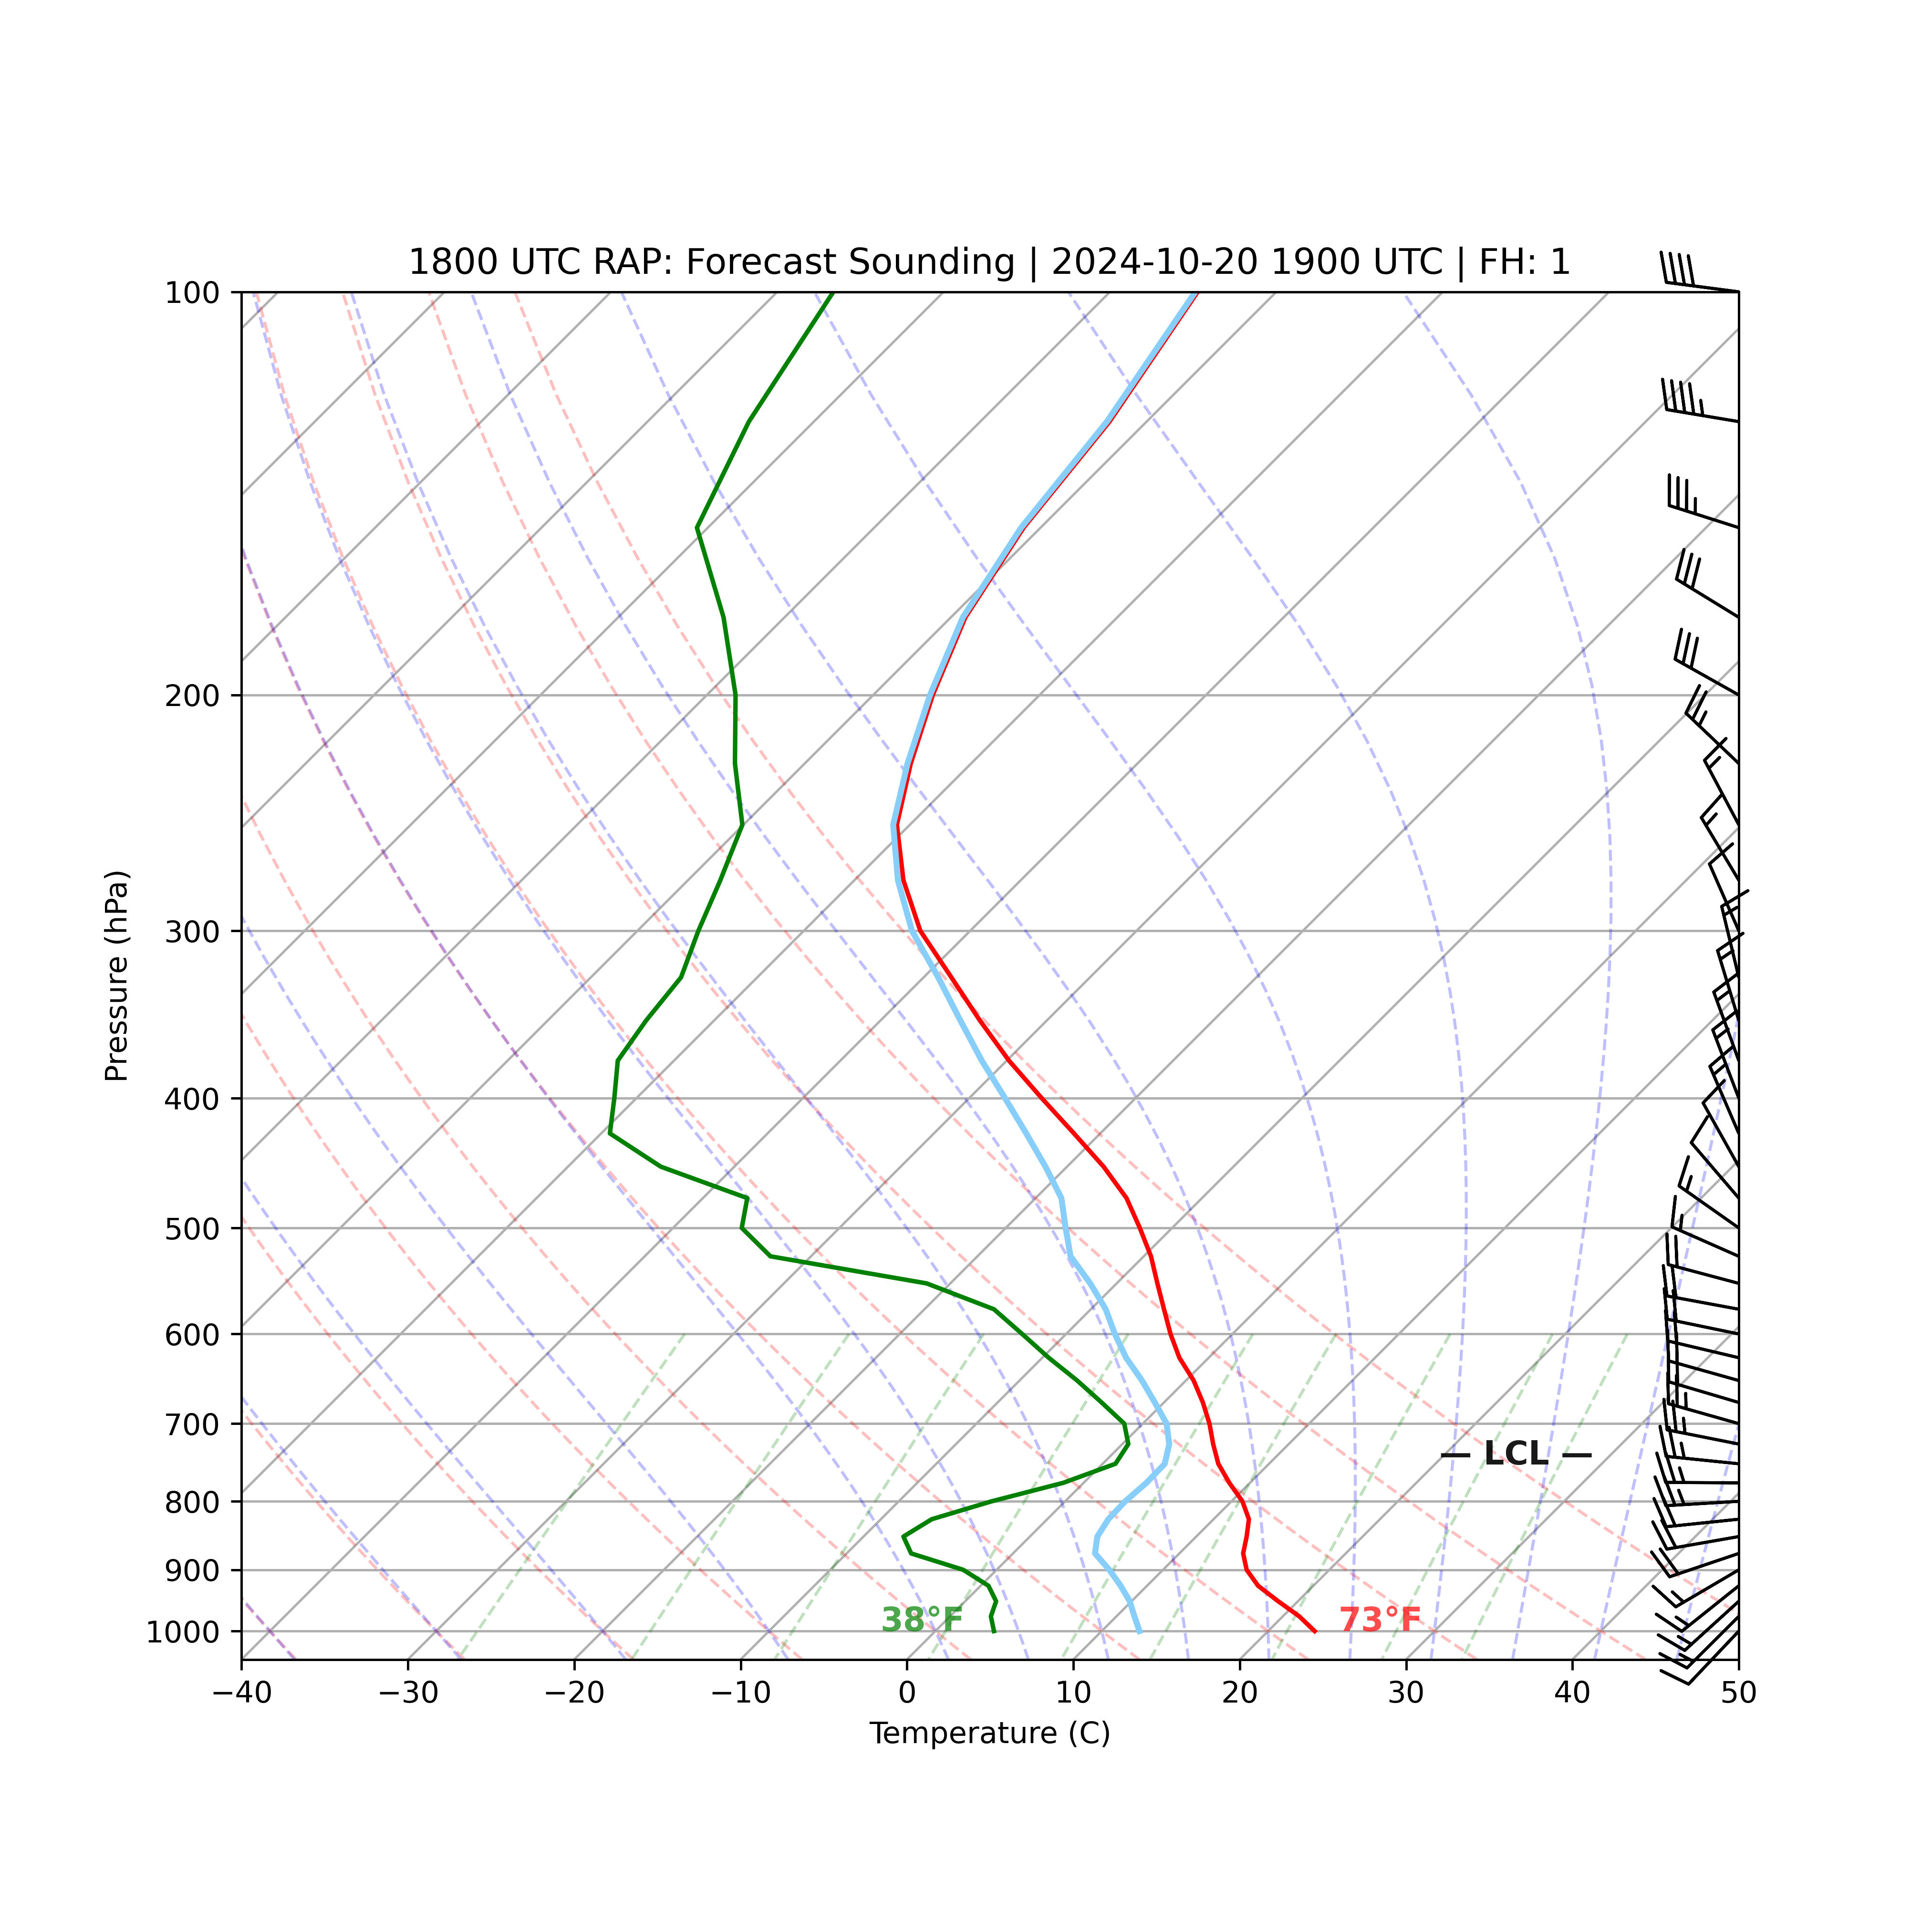 1800 UTC RAP: Forecast Sounding | 2024-10-20 1900 UTC | FH: 1
100
200
300
400
500
600
700
800
900
1000
Pressure (hPa)
— LCL —
38°F
73°F
−40 −30 −20 −10 0 10 20 30 40 50
Temperature (C)